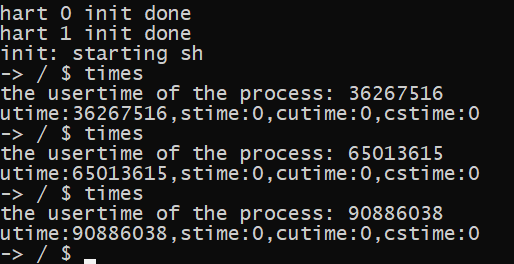 hart 0 init done
hart 1 init done
init: starting sh
-> / $ times
the usertime of the process: 36267516
utime:36267516,stime:0,cutime:0,cstime:0
-> / $ times
the usertime of the process: 65013615
utime:65013615,stime:0,cutime:0,cstime:0
-> / $ times
the usertime of the process: 90886038
utime:90886038,stime:0,cutime:0,cstime:0
-> / $